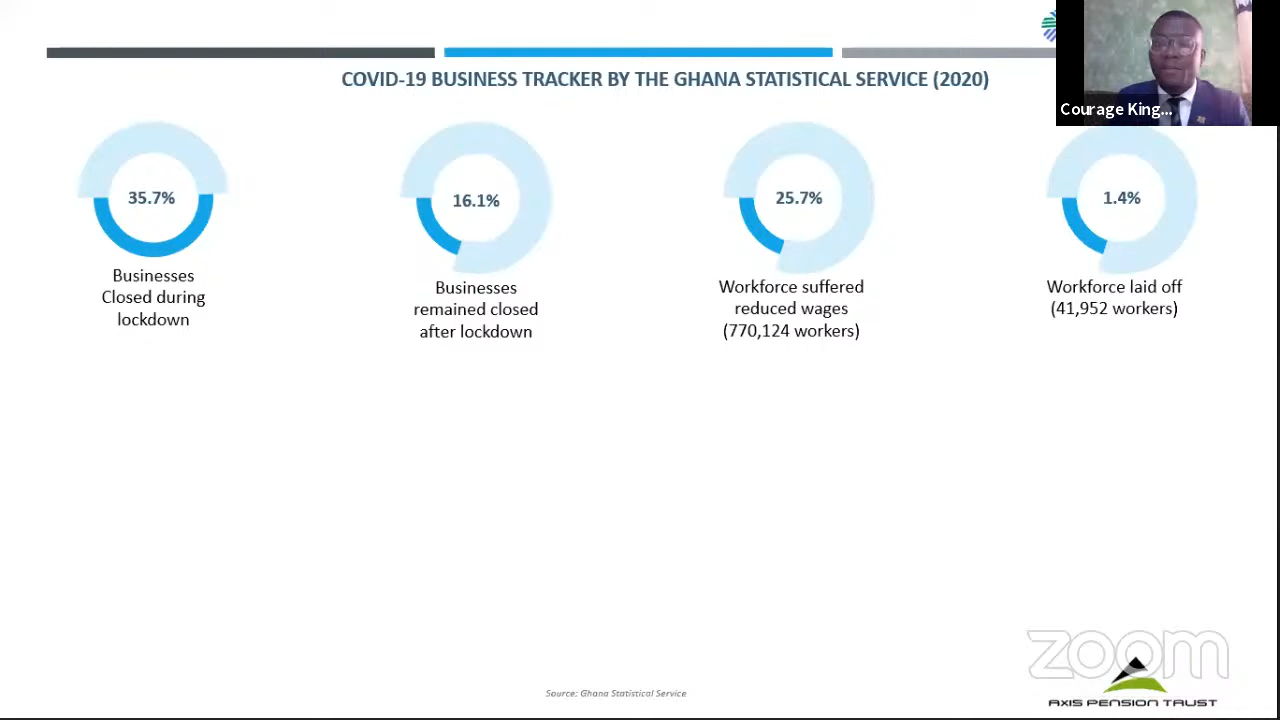 COVID-19 BUSINESS TRACKER BY THE GHANA STATISTICAL SERVICE (2020)
Courage King...
35.7%
Businesses
Closed during
lockdown
16.1%
Businesses
remained closed
after lockdown
25.7%
Workforce suffered
reduced wages
(770,124 workers)
1.4%
Workforce laid off
(41,952 workers)
Source: Ghana Statistical Service
zoom
AXIS PENSION TRUST